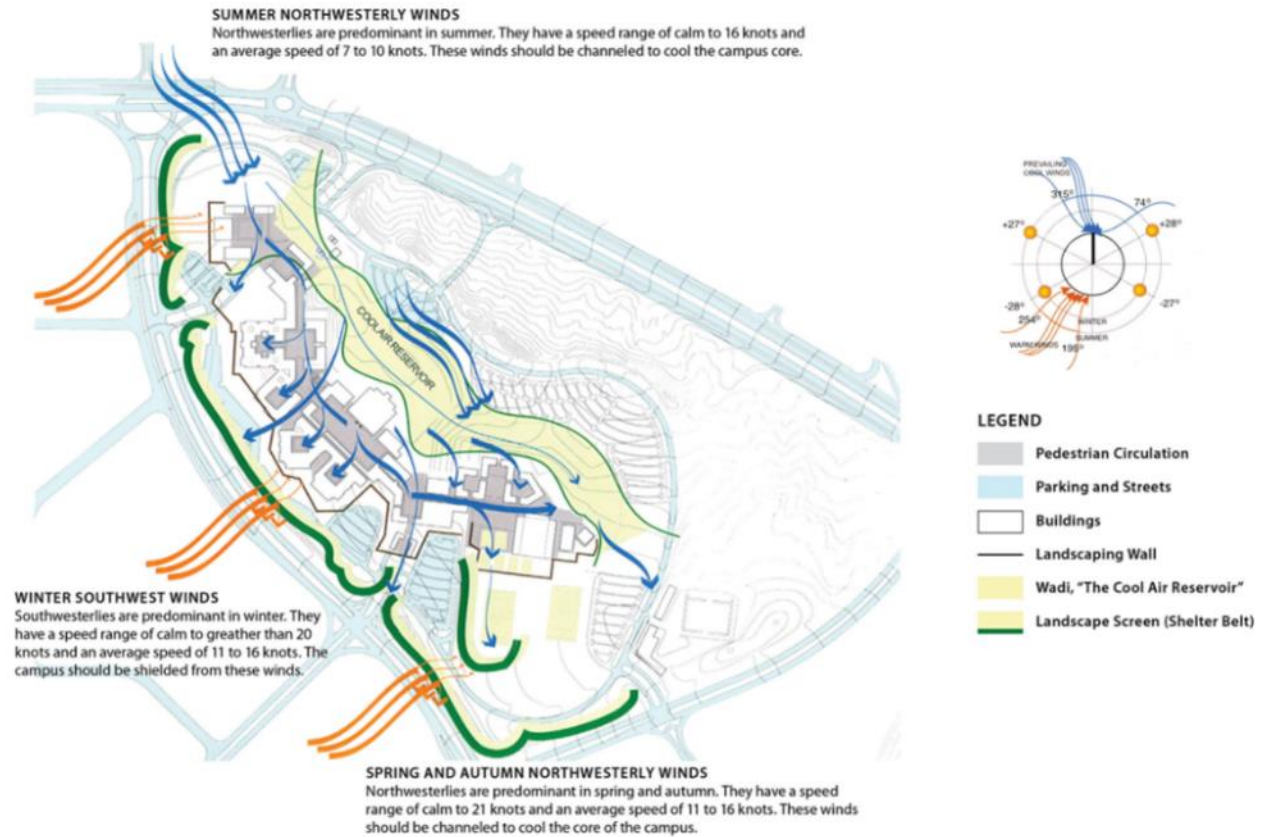 SUMMER NORTHWESTERLY WINDS
Northwesterlies are predominant in summer. They have a speed range of calm to 16 knots and
an average speed of 7 to 10 knots. These winds should be channeled to cool the campus core.
PREVAILING
COOL WINDS
315°
74°
+27°
+28°
-28°
-27°
254°
WINTER
SUMMER
WARM WINDS
195°
COOL AIR RESERVOIR
LEGEND
Pedestrian Circulation
Parking and Streets
Buildings
Landscaping Wall
Wadi, "The Cool Air Reservoir"
Landscape Screen (Shelter Belt)
WINTER SOUTHWEST WINDS
Southwesterlies are predominant in winter. They
have a speed range of calm to greather than 20
knots and an average speed of 11 to 16 knots. The
campus should be shielded from these winds.
SPRING AND AUTUMN NORTHWESTERLY WINDS
Northwesterlies are predominant in spring and autumn. They have a speed
range of calm to 21 knots and an average speed of 11 to 16 knots. These winds
should be channeled to cool the core of the campus.